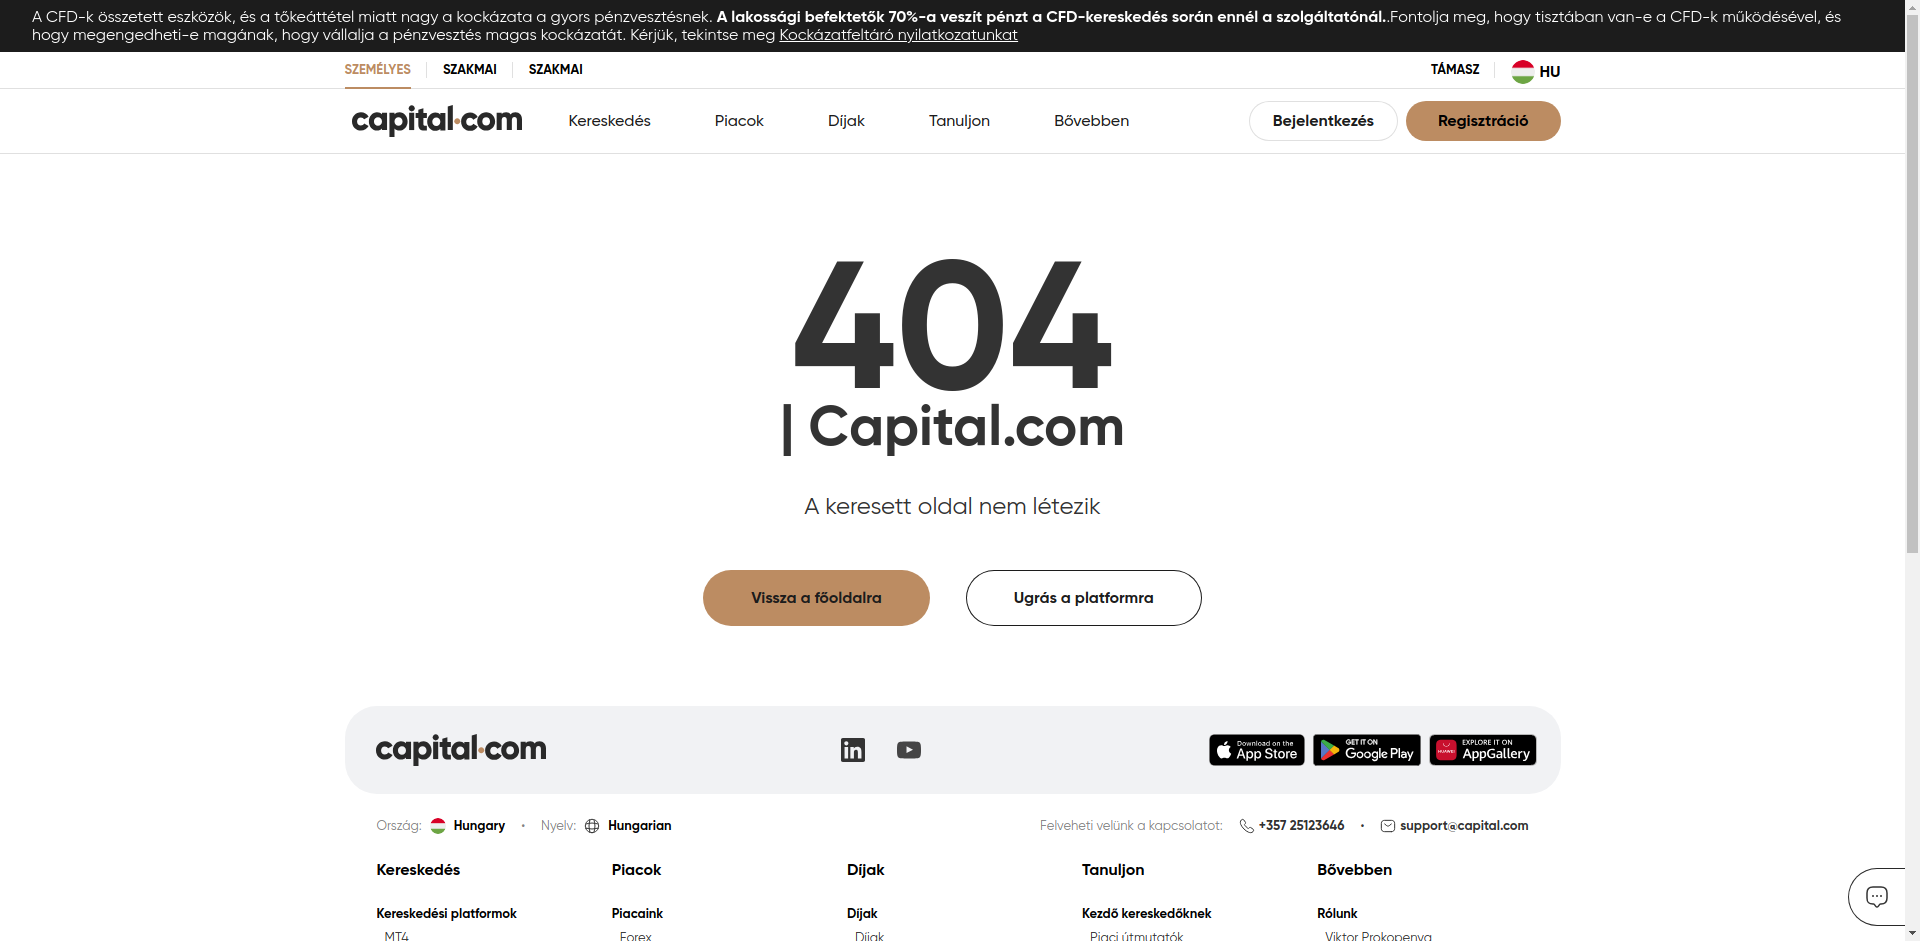 A CFD-k összetett eszközök, és a tőkeáttétel miatt nagy a kockázata a gyors pénzvesztésnek. A lakossági befektetők 70%-a veszít pénzt a CFD-kereskedés során ennél a szolgáltatónál..Fontolja meg, hogy tisztában van-e a CFD-k működésével, és
hogy megengedheti-e magának, hogy vállalja a pénzvesztés magas kockázatát. Kérjük, tekintse meg Kockázatfeltáró nyilatkozatunkat
SZEMÉLYES SZAKMAI SZAKMAI TÁMASZ HU
capital.com Kereskedés Piacok Díjak Tanuljon Bővebben Bejelentkezés Regisztráció
404
| Capital.com
A keresett oldal nem létezik
Vissza a főoldalra Ugrás a platformra
capital.com Download on the App Store GET IT ON Google Play HUAWEI EXPLORE IT ON AppGallery
Ország: Hungary • Nyelv: Hungarian Felveheti velünk a kapcsolatot: +357 25123646 • support@capital.com
Kereskedés Piacok Díjak Tanuljon Bővebben
Kereskedési platformok Piacaink Díjak Kezdő kereskedőknek Rólunk
MT4 Forex Díjak Piaci útmutatók Viktor Prokopenya